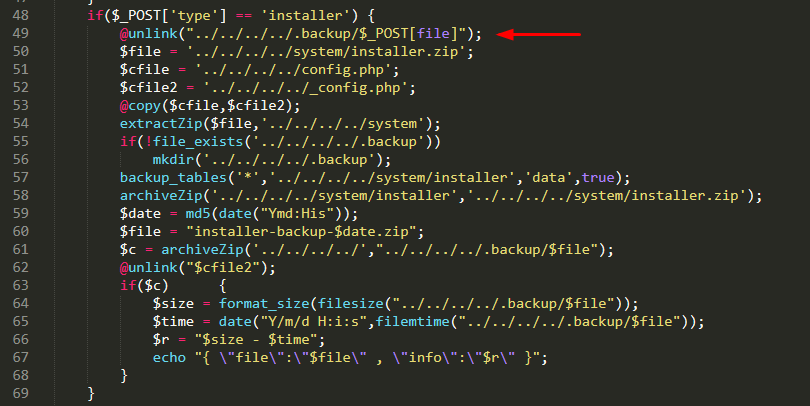 48 if($_POST['type'] == 'installer') {
49 @unlink("../../../../.backup/$_POST[file]");
50 $file = '../../../../system/installer.zip';
51 $cfile = '../../../../config.php';
52 $cfile2 = '../../../../_config.php';
53 @copy($cfile,$cfile2);
54 extractZip($file,'../../../../system');
55 if(!file_exists('../../../../.backup'))
56 mkdir('../../../../.backup');
57 backup_tables('*','../../../../system/installer','data',true);
58 archiveZip('../../../../system/installer','../../../../system/installer.zip');
59 $date = md5(date("Ymd:His"));
60 $file = "installer-backup-$date.zip";
61 $c = archiveZip('../../../../',"../../../../.backup/$file");
62 @unlink("$cfile2");
63 if($c) {
64 $size = format_size(filesize("../../../../.backup/$file"));
65 $time = date("Y/m/d H:i:s",filemtime("../../../../.backup/$file"));
66 $r = "$size - $time";
67 echo "{ \"file\":\"$file\" , \"info\":\"$r\" }";
68 }
69 }